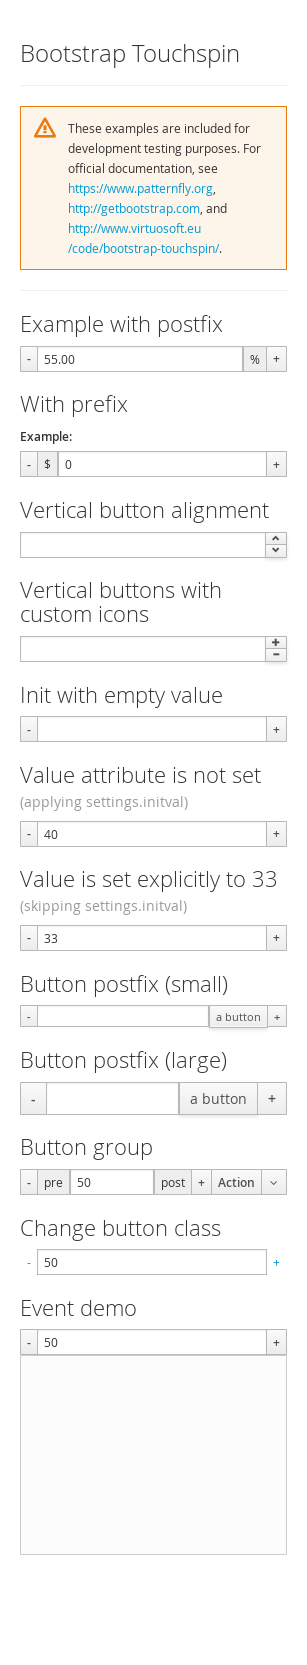 Bootstrap Touchspin
These examples are included for
development testing purposes. For
official documentation, see
https://www.patternfly.org,
http://getbootstrap.com, and
http://www.virtuosoft.eu
/code/bootstrap-touchspin/.
Example with postfix
- 55.00 % +
With prefix
Example:
- $ 0 +
Vertical button alignment
Vertical buttons with
custom icons
Init with empty value
- +
Value attribute is not set
(applying settings.initval)
- 40 +
Value is set explicitly to 33
(skipping settings.initval)
- 33 +
Button postfix (small)
- a button +
Button postfix (large)
- a button +
Button group
- pre 50 post + Action
Change button class
- 50 +
Event demo
- 50 +